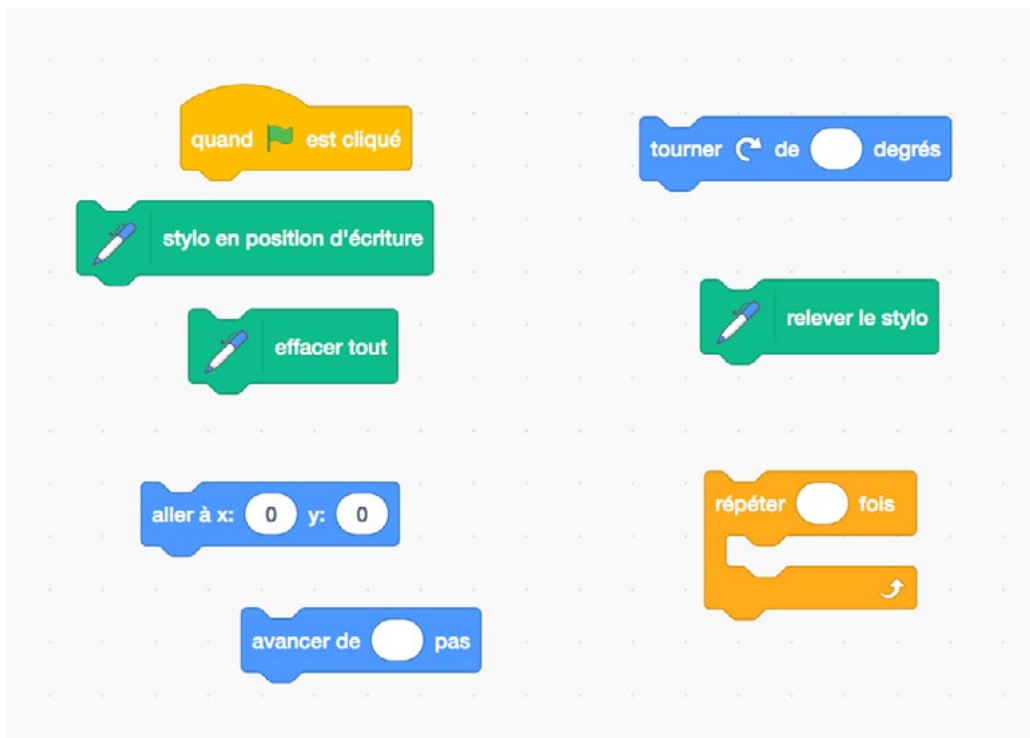 quand est cliqué
tourner de degrés
stylo en position d'écriture
relever le stylo
effacer tout
aller à x: 0 y: 0
répéter fois
avancer de pas